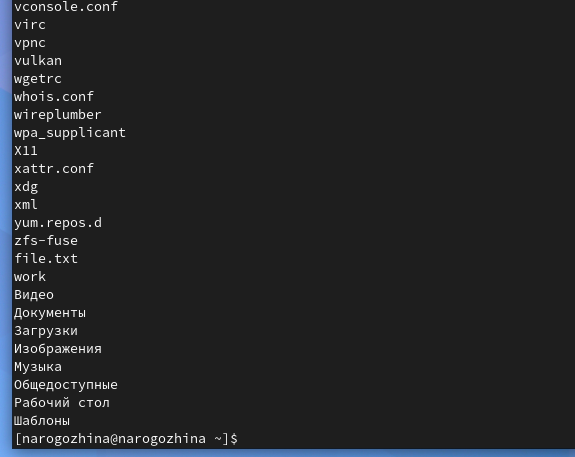 vconsole.conf
virc
vpnc
vulkan
wgetrc
whois.conf
wireplumber
wpa_supplicant
X11
xattr.conf
xdg
xml
yum.repos.d
zfs-fuse
file.txt
work
Видео
Документы
Загрузки
Изображения
Музыка
Общедоступные
Рабочий стол
Шаблоны
[narogozhina@narogozhina ~]$